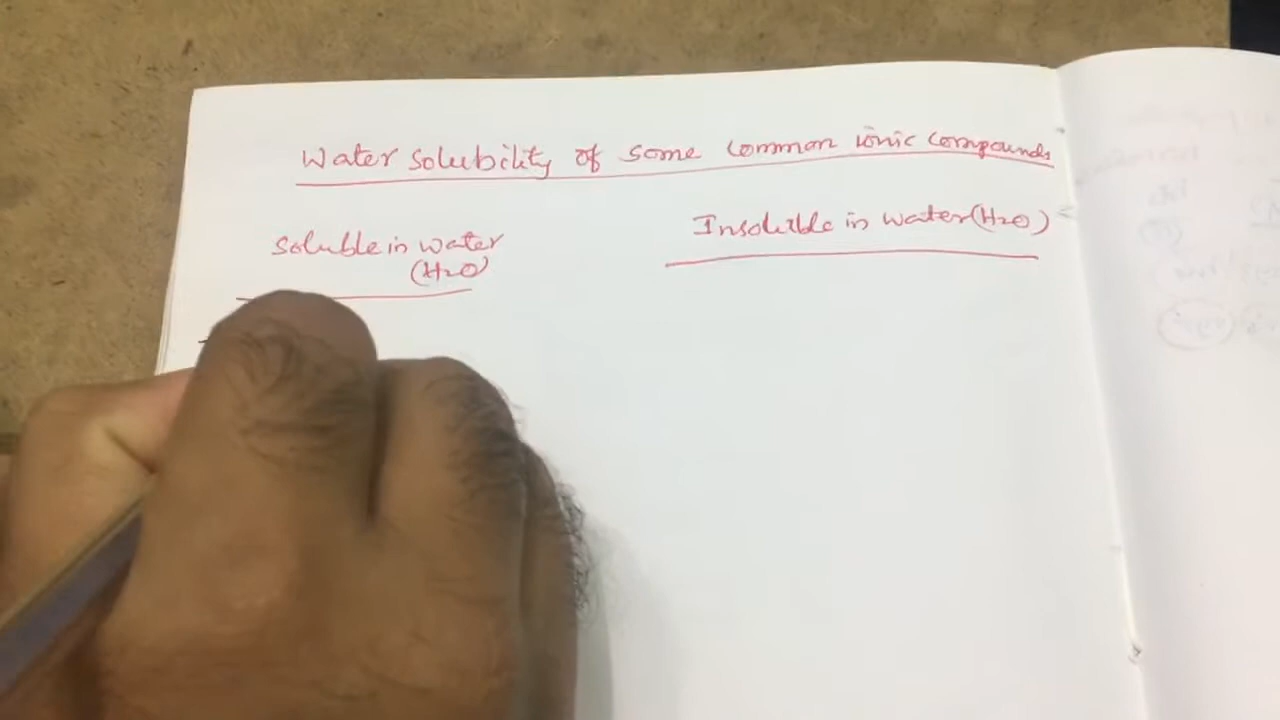 Water solubility of some common ionic compounds
Soluble in water
(H2O)
Insoluble in water (H2O)